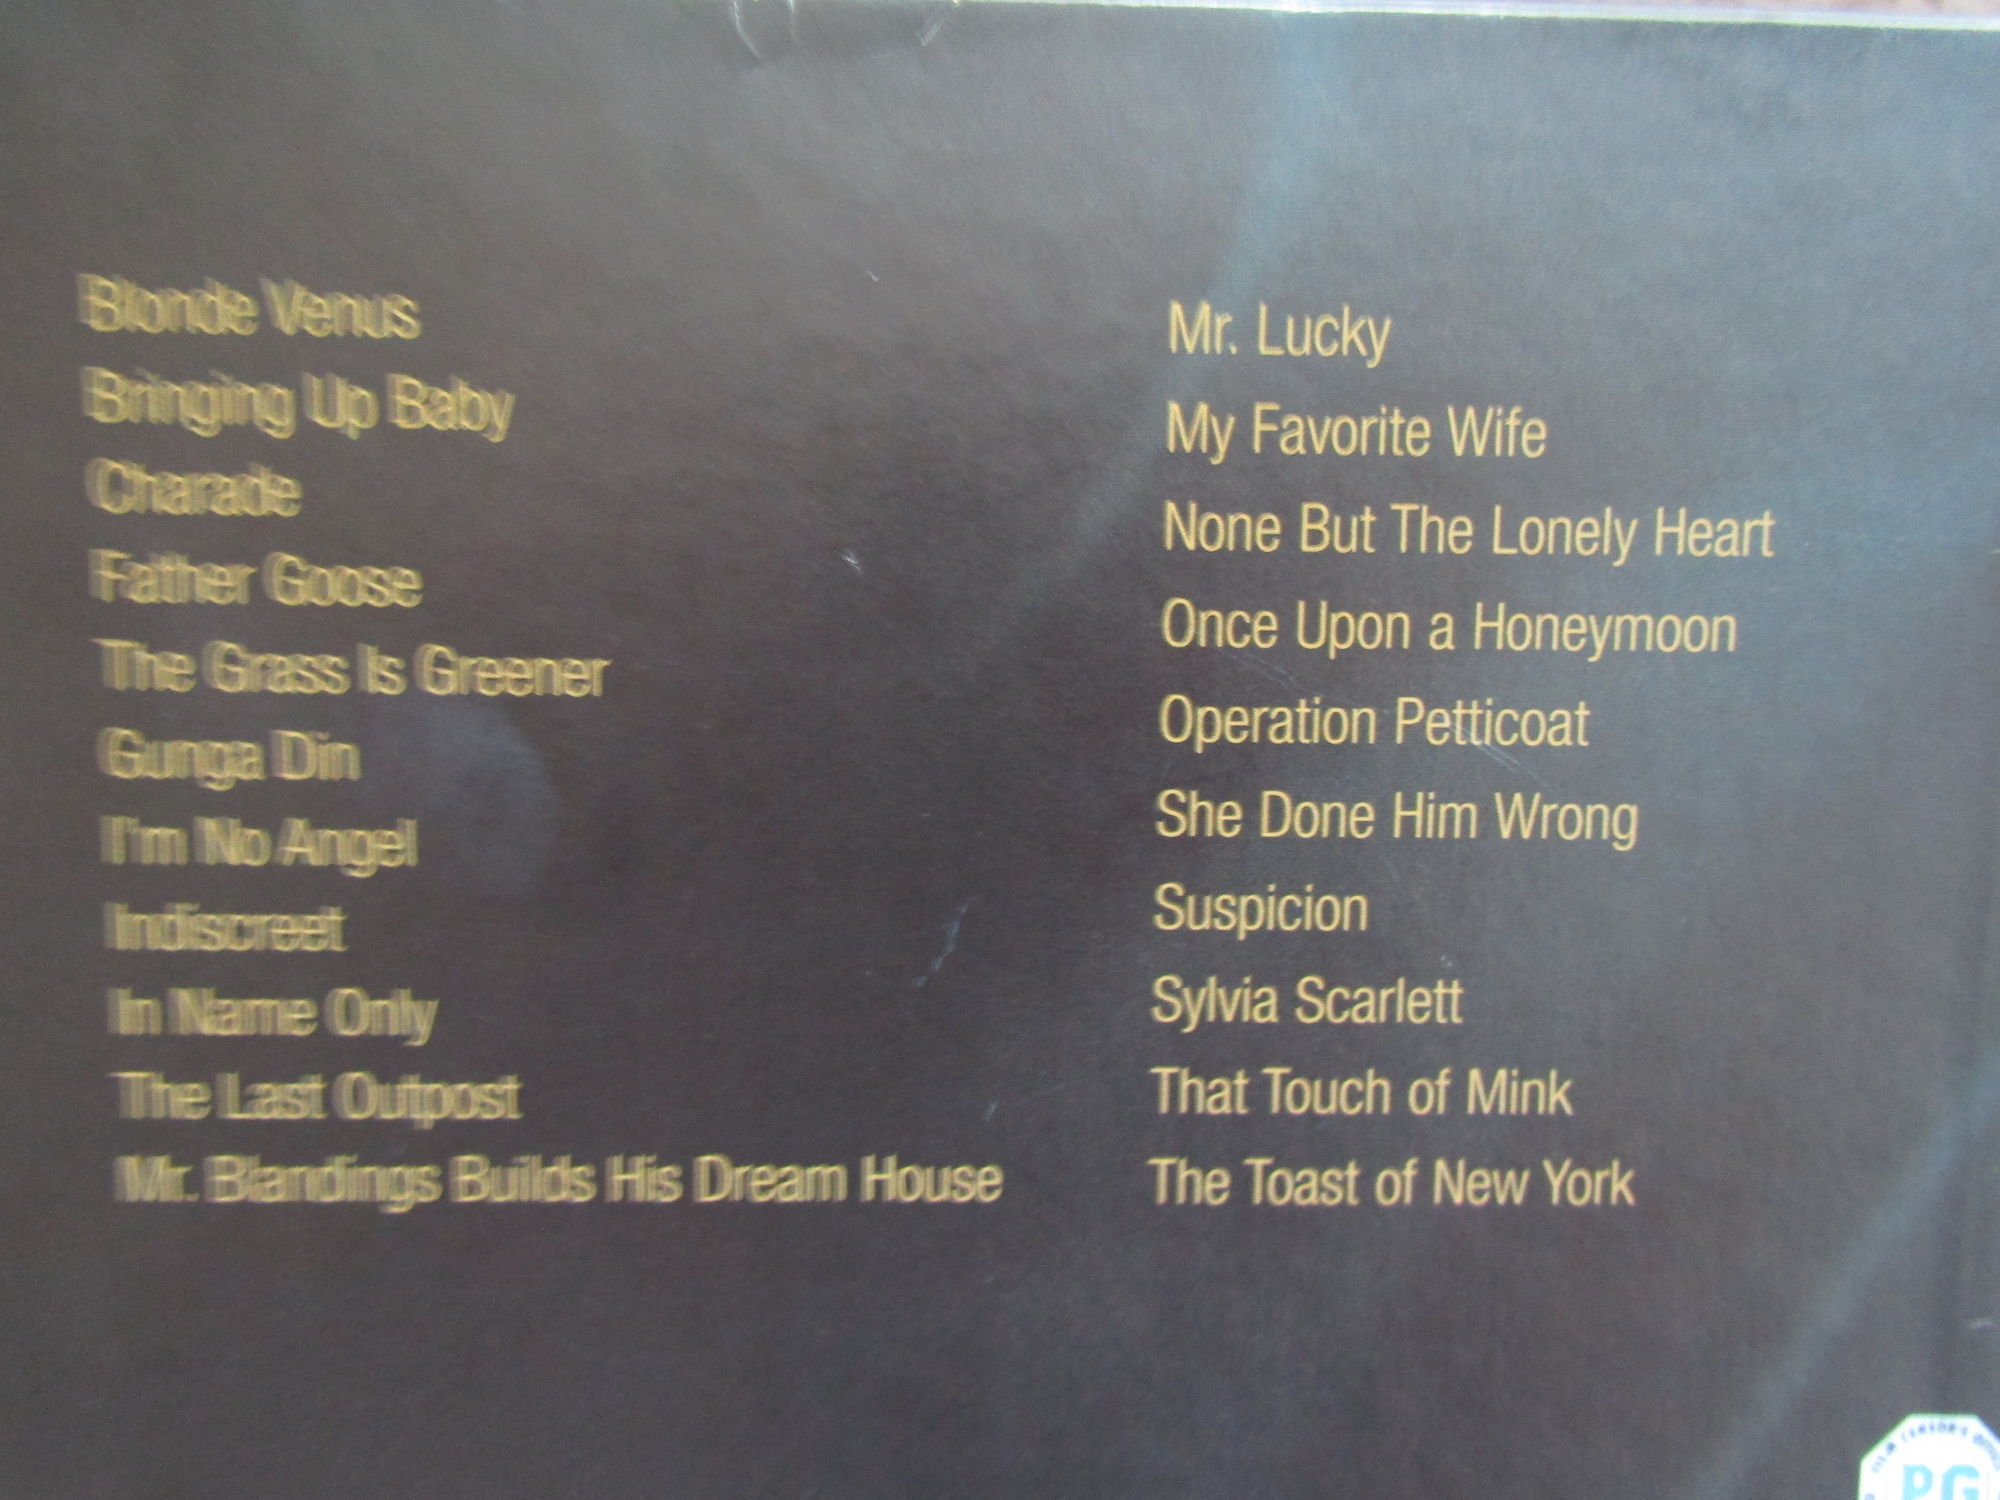 Blonde Venus
Bringing Up Baby
Charade
Father Goose
The Grass Is Greener
Gunga Din
I'm No Angel
Indiscreet
In Name Only
The Last Outpost
Mr. Blandings Builds His Dream House
Mr. Lucky
My Favorite Wife
None But The Lonely Heart
Once Upon a Honeymoon
Operation Petticoat
She Done Him Wrong
Suspicion
Sylvia Scarlett
That Touch of Mink
The Toast of New York
PG